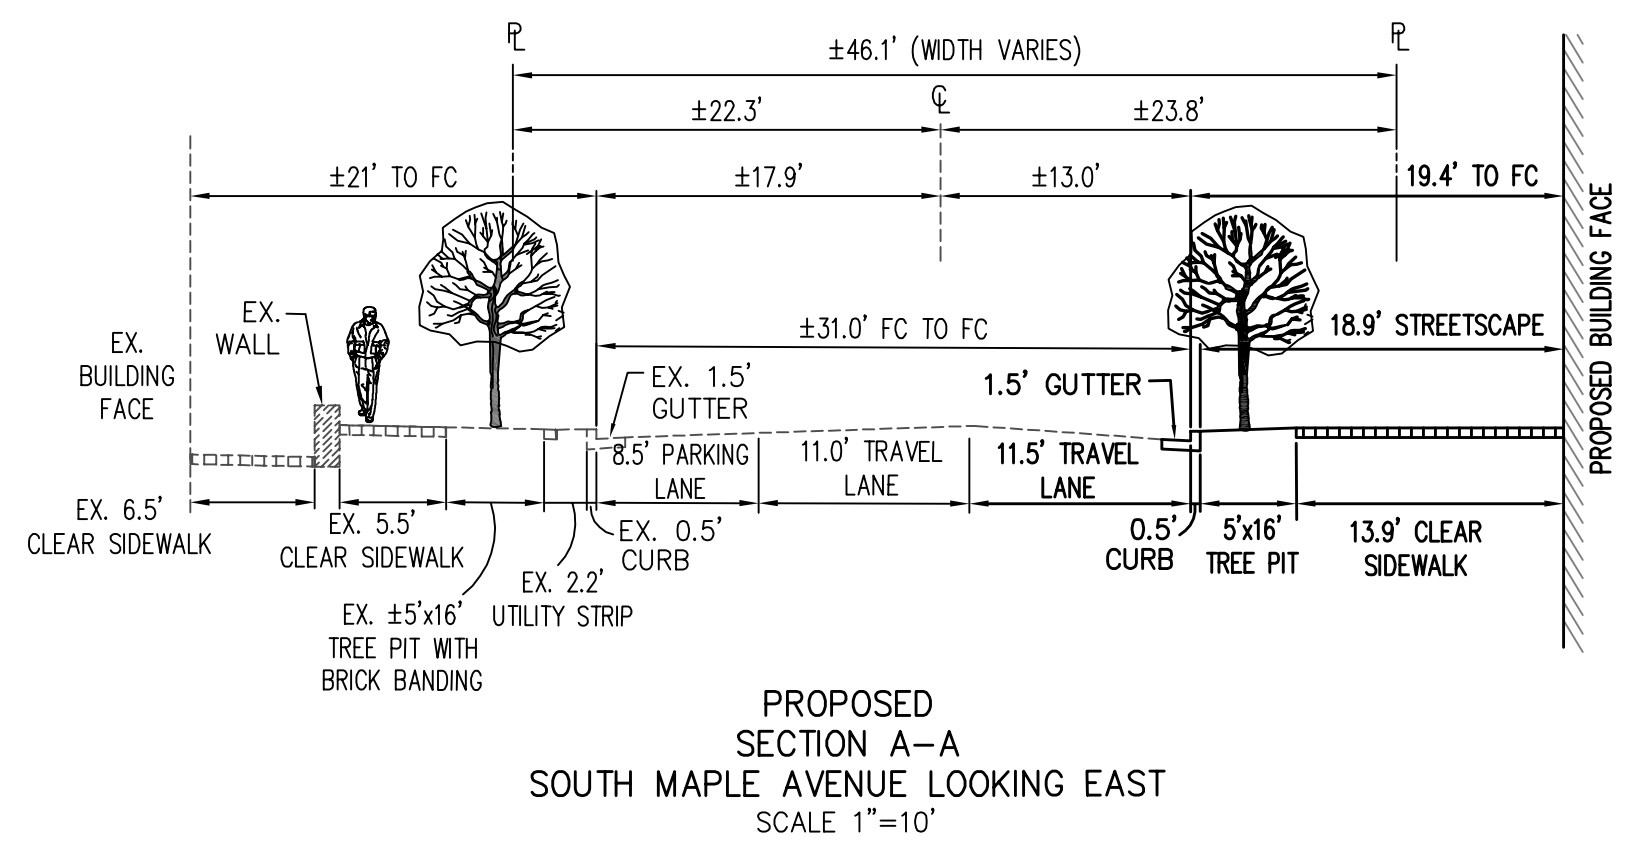 ℄
℄
±46.1' (WIDTH VARIES)
℄
±22.3'
±23.8'
±21' TO FC
±17.9'
±13.0'
19.4' TO FC
EX.
WALL
EX.
BUILDING
FACE
±31.0' FC TO FC
18.9' STREETSCAPE
PROPOSED BUILDING FACE
EX. 1.5'
GUTTER
1.5' GUTTER
8.5' PARKING
LANE
11.0' TRAVEL
LANE
11.5' TRAVEL
LANE
EX. 6.5'
CLEAR SIDEWALK
EX. 5.5'
CLEAR SIDEWALK
EX. 0.5'
CURB
0.5'
CURB
5'x16'
TREE PIT
13.9' CLEAR
SIDEWALK
EX. 2.2'
UTILITY STRIP
EX. ±5'x16'
TREE PIT WITH
BRICK BANDING
PROPOSED
SECTION A-A
SOUTH MAPLE AVENUE LOOKING EAST
SCALE 1"=10'